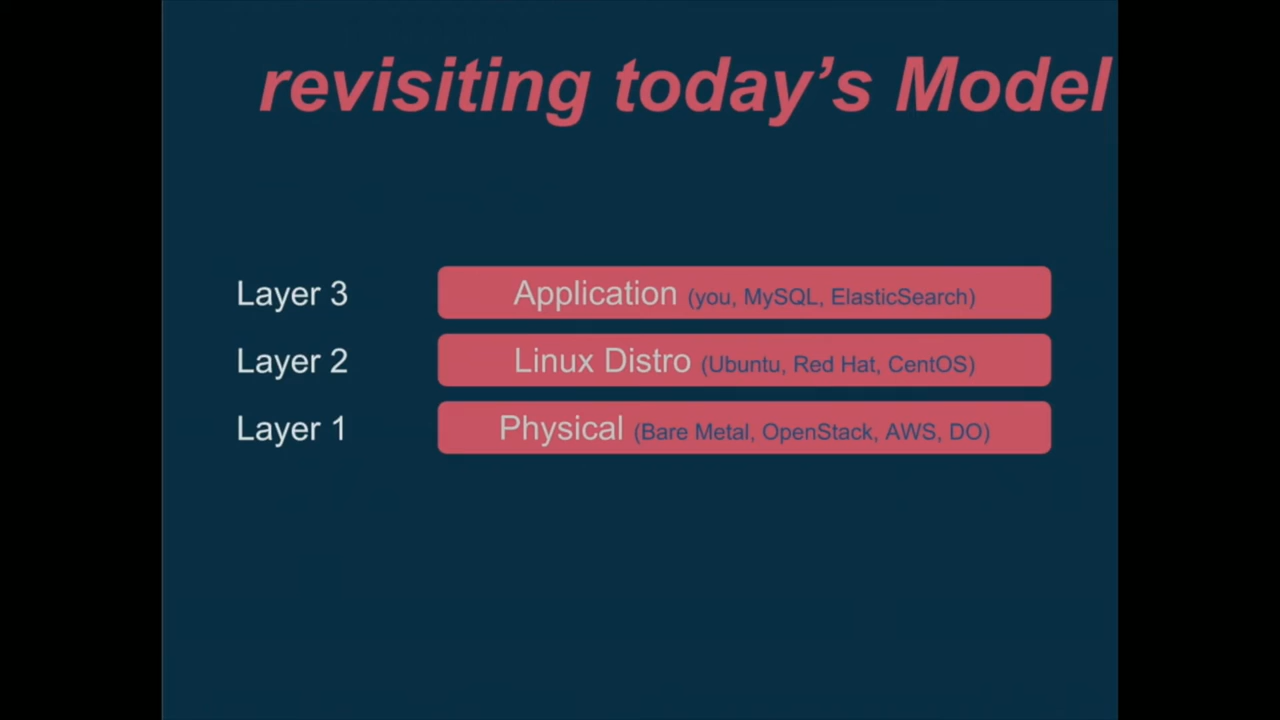 revisiting today’s Model
Layer 3 Application (you, MySQL, ElasticSearch)
Layer 2 Linux Distro (Ubuntu, Red Hat, CentOS)
Layer 1 Physical (Bare Metal, OpenStack, AWS, DO)